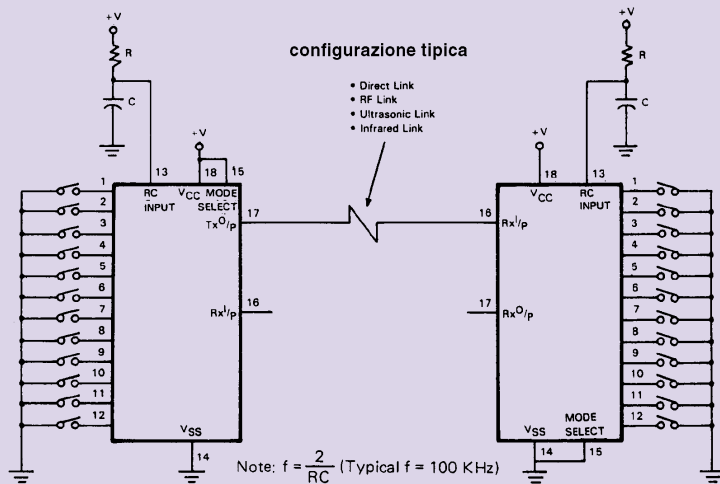 +V
R
C
configurazione tipica
• Direct Link
• RF Link
• Ultrasonic Link
• Infrared Link
+V
R
C
+V
+V
13
18
15
18
13
1
2
3
4
5
6
7
8
9
10
11
12
RC INPUT
VCC
MODE SELECT
TxO/P
17
RxI/P
16
VSS
14
16
RxI/P
17
RxO/P
VCC
RC INPUT
MODE SELECT
VSS
14
15
1
2
3
4
5
6
7
8
9
10
11
12
Note: f = 2/RC (Typical f = 100 KHz)